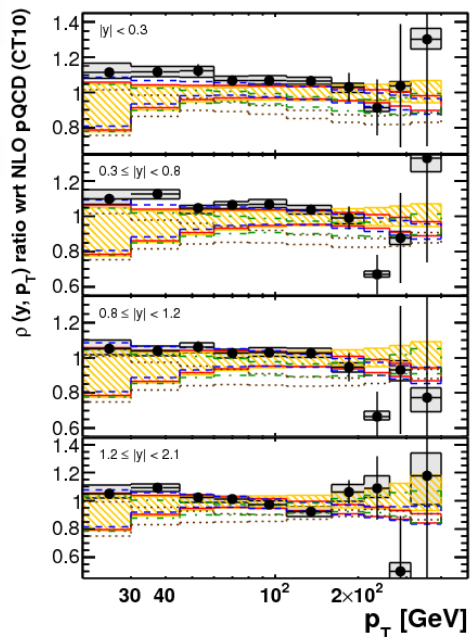 ρ (y, p_T) ratio wrt NLO pQCD (CT10)
|y| < 0.3
1.4
1.2
1
0.8
0.3 ≤ |y| < 0.8
1.2
1
0.8
0.6
0.8 ≤ |y| < 1.2
1.2
1
0.8
0.6
1.2 ≤ |y| < 2.1
1.4
1.2
1
0.8
0.6
30 40 10² 2×10²
p_T [GeV]